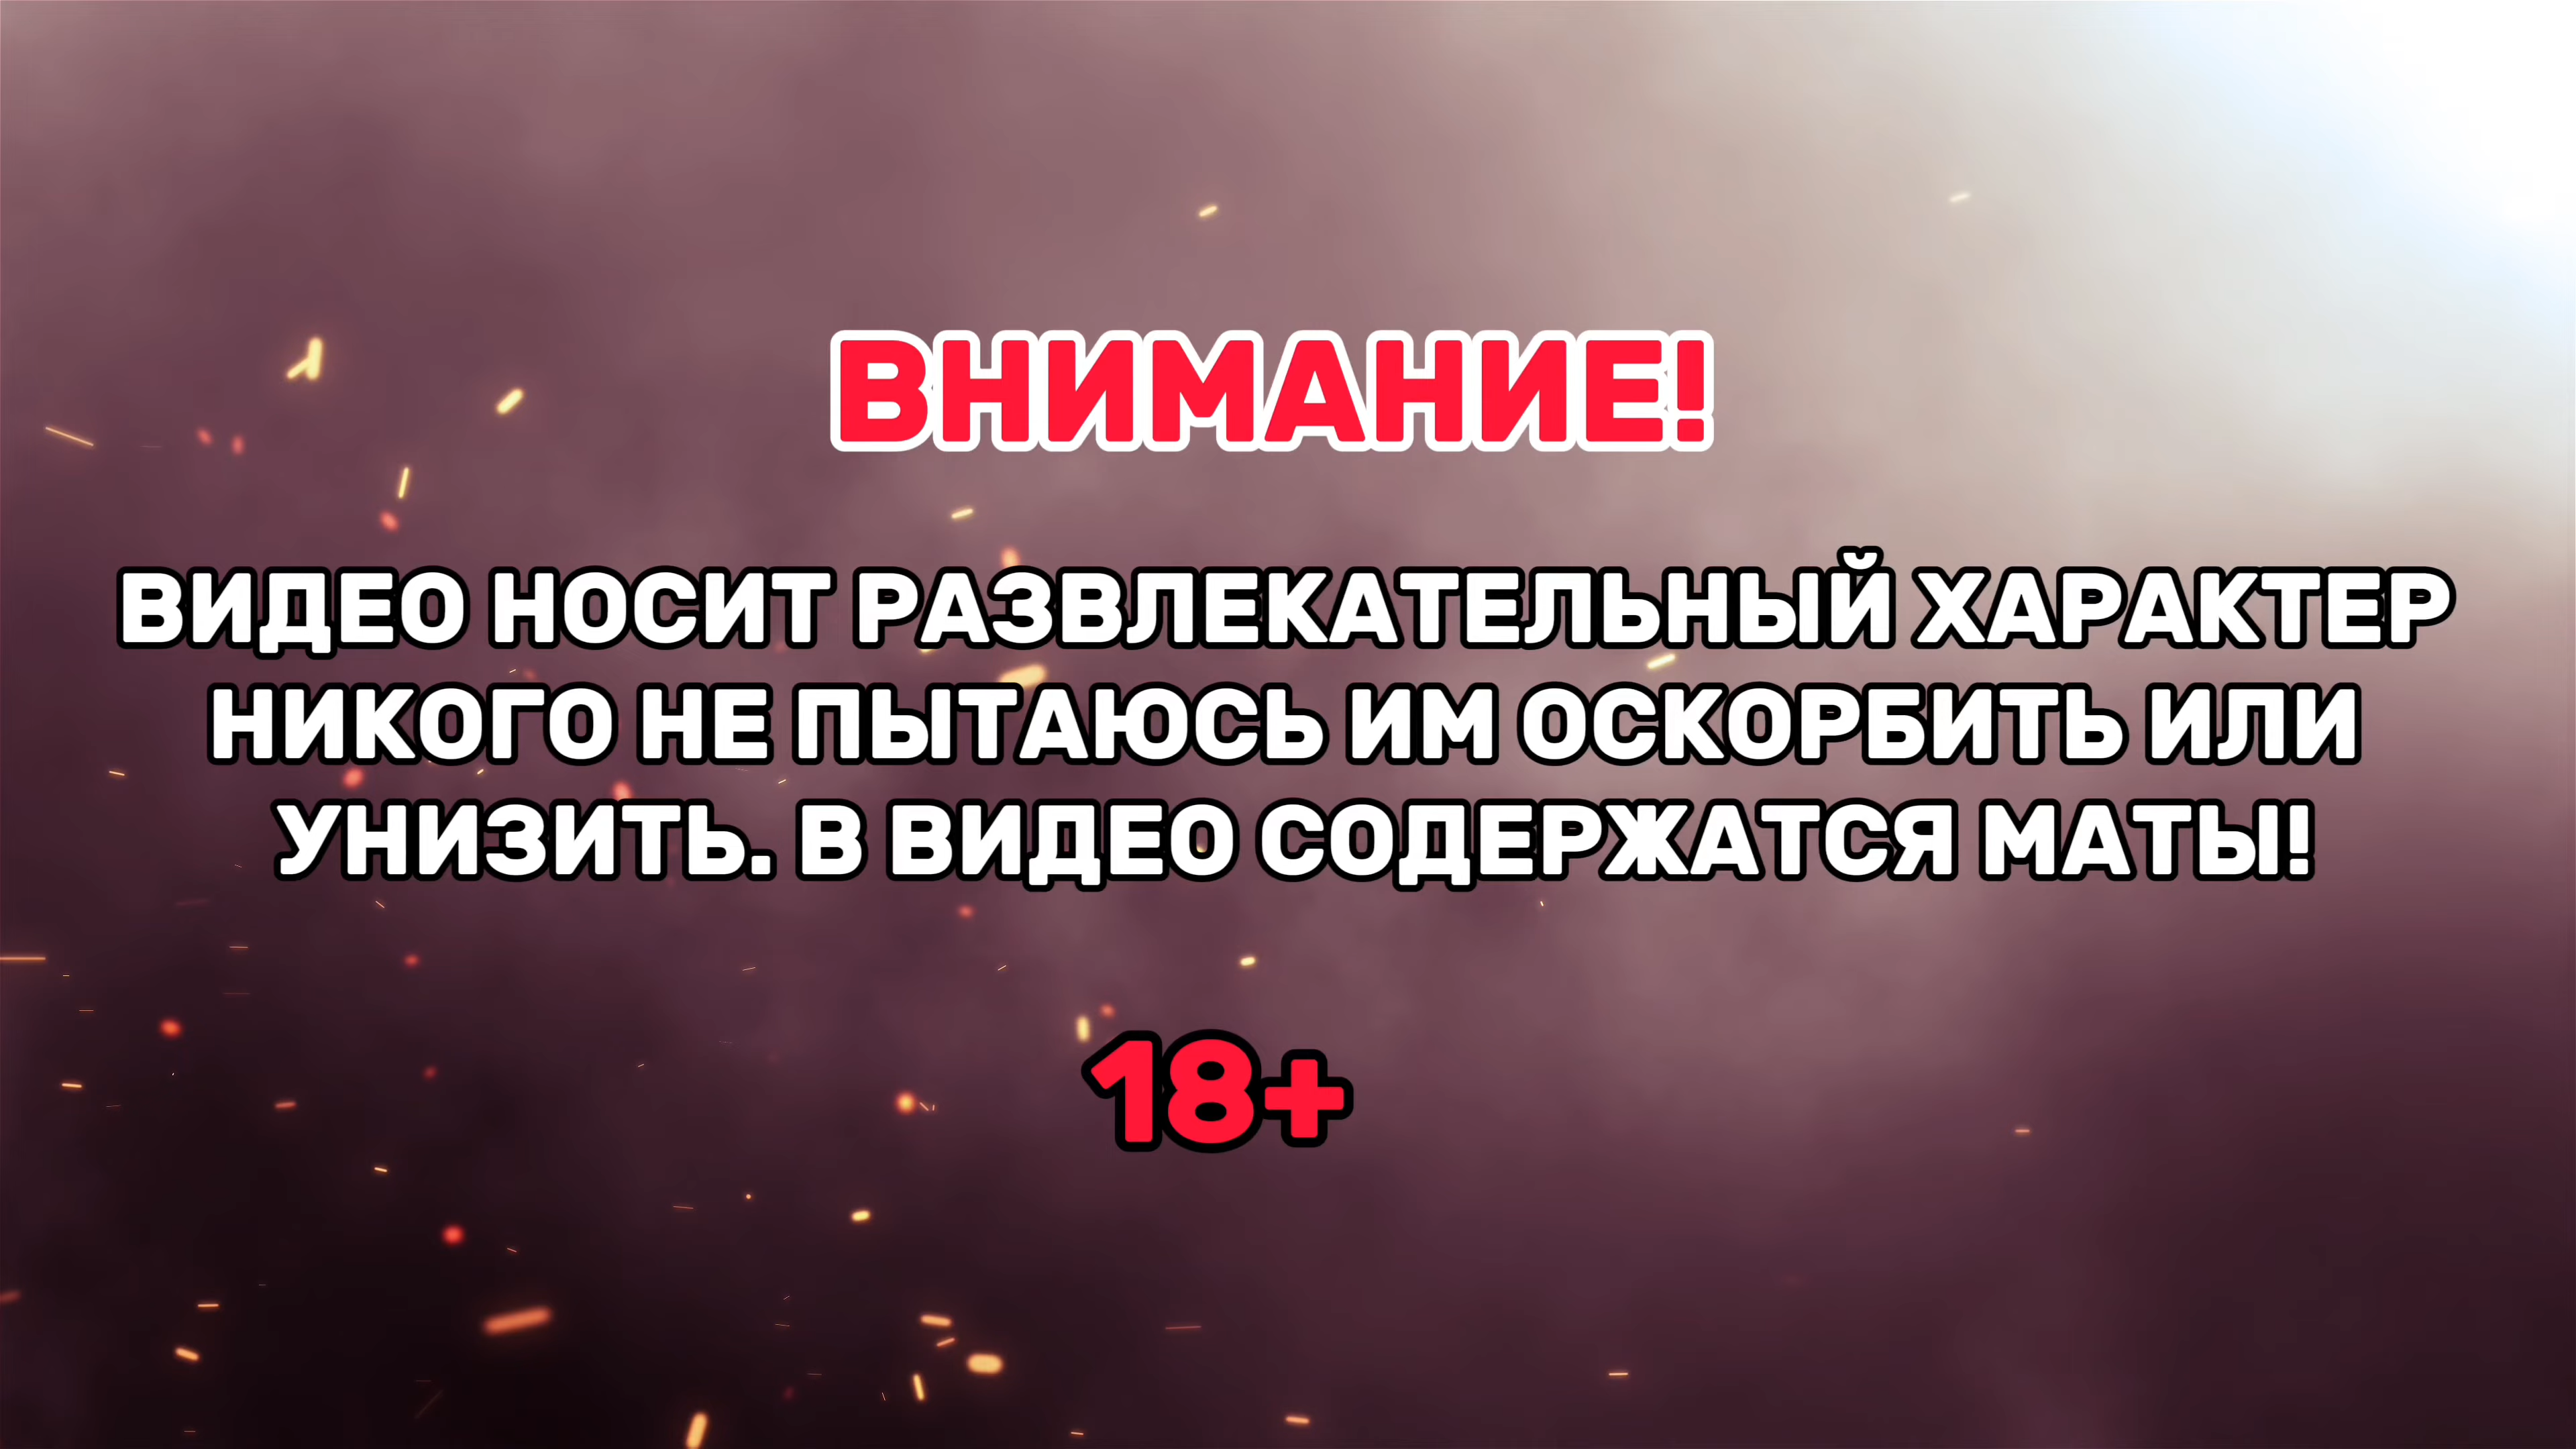 ВНИМАНИЕ!
ВИДЕО НОСИТ РАЗВЛЕКАТЕЛЬНЫЙ ХАРАКТЕР
НИКОГО НЕ ПЫТАЮСЬ ИМ ОСКОРБИТЬ ИЛИ
УНИЗИТЬ. В ВИДЕО СОДЕРЖАТСЯ МАТЫ!
18+